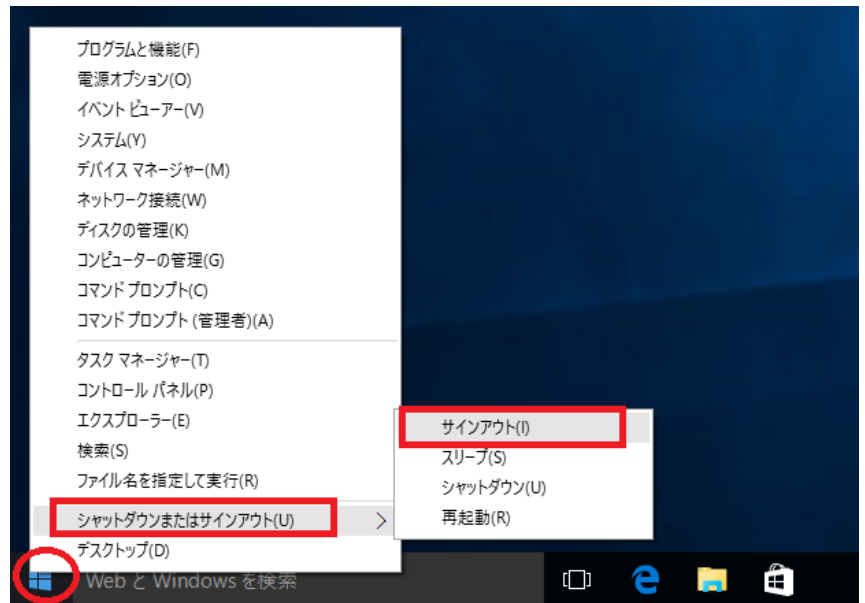 プログラムと機能(F)
電源オプション(O)
イベント ビューアー(V)
システム(Y)
デバイス マネージャー(M)
ネットワーク接続(W)
ディスクの管理(K)
コンピューターの管理(G)
コマンド プロンプト(C)
コマンド プロンプト (管理者)(A)
タスク マネージャー(T)
コントロール パネル(P)
エクスプローラー(E)
検索(S)
ファイル名を指定して実行(R)
シャットダウンまたはサインアウト(U)
デスクトップ(D)
サインアウト(I)
スリープ(S)
シャットダウン(U)
再起動(R)
Web と Windows を検索